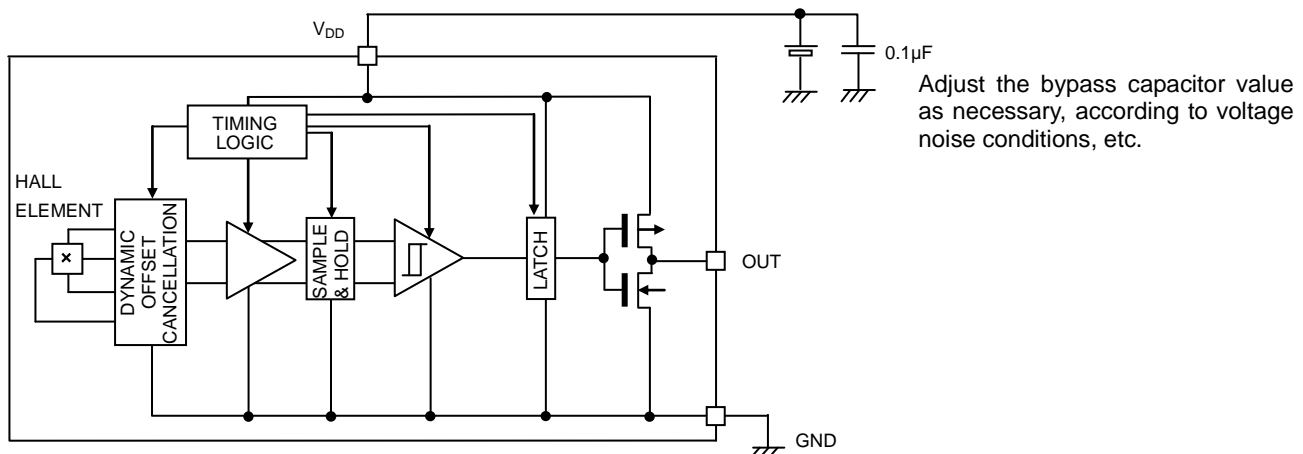 V_DD
0.1µF
Adjust the bypass capacitor value
as necessary, according to voltage
noise conditions, etc.
TIMING
LOGIC
HALL
ELEMENT
×
DYNAMIC
OFFSET
CANCELLATION
SAMPLE
& HOLD
LATCH
OUT
GND